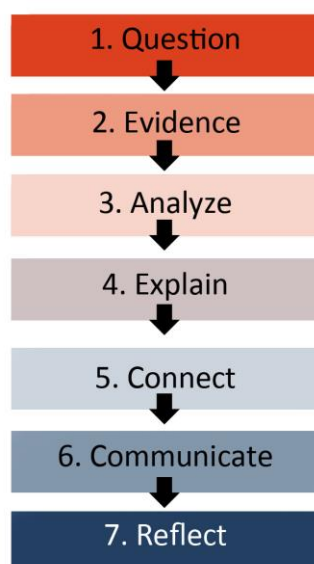 1. Question
2. Evidence
3. Analyze
4. Explain
5. Connect
6. Communicate
7. Reflect